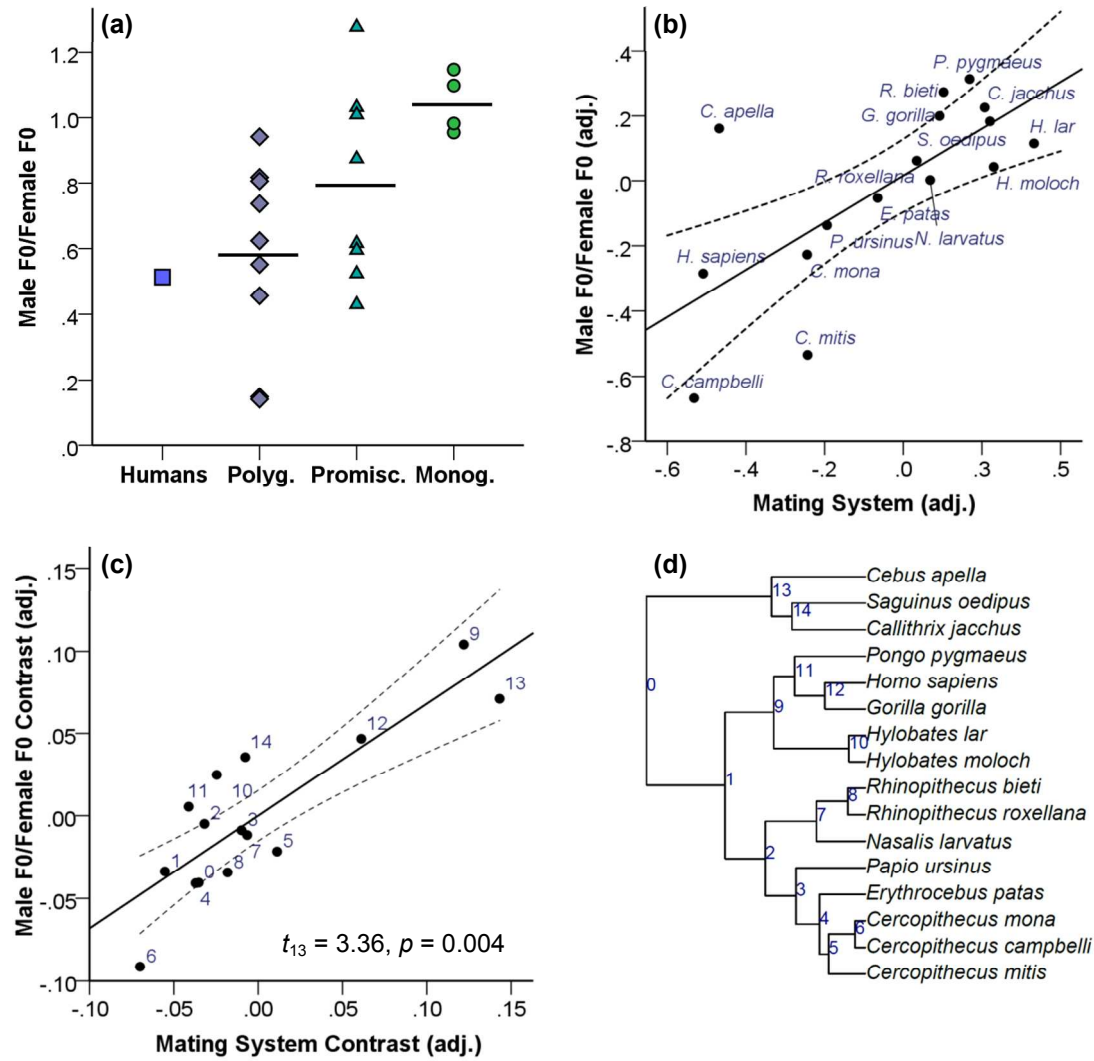 (a)
Male F0/Female F0
1.2
1.0
.8
.6
.4
.2
.0
Humans Polyg. Promisc. Monog.
(b)
Male F0/Female F0 (adj.)
.4
.2
.0
-.2
-.4
-.6
-.8
P. pygmaeus
R. bieti
C. jacchus
C. apella
G. gorilla
H. lar
S. oedipus
R. roxellana
H. moloch
E. patas
P. ursinus
N. larvatus
H. sapiens
C. mona
C. mitis
C. campbelli
-.6 -.4 -.2 .0 .3 .5
Mating System (adj.)
(c)
Male F0/Female F0 Contrast (adj.)
.15
.10
.05
.00
-.05
-.10
9
13
12
14
11
10
2
3
5
1
0
8
7
4
6
t13 = 3.36, p = 0.004
-.10 -.05 .00 .05 .10 .15
Mating System Contrast (adj.)
(d)
Cebus apella
13
Saguinus oedipus
14
Callithrix jacchus
Pongo pygmaeus
11
Homo sapiens
0
12
9
Gorilla gorilla
Hylobates lar
10
Hylobates moloch
1
Rhinopithecus bieti
8
Rhinopithecus roxellana
7
Nasalis larvatus
2
Papio ursinus
3
Erythrocebus patas
4
Cercopithecus mona
6
5
Cercopithecus campbelli
Cercopithecus mitis